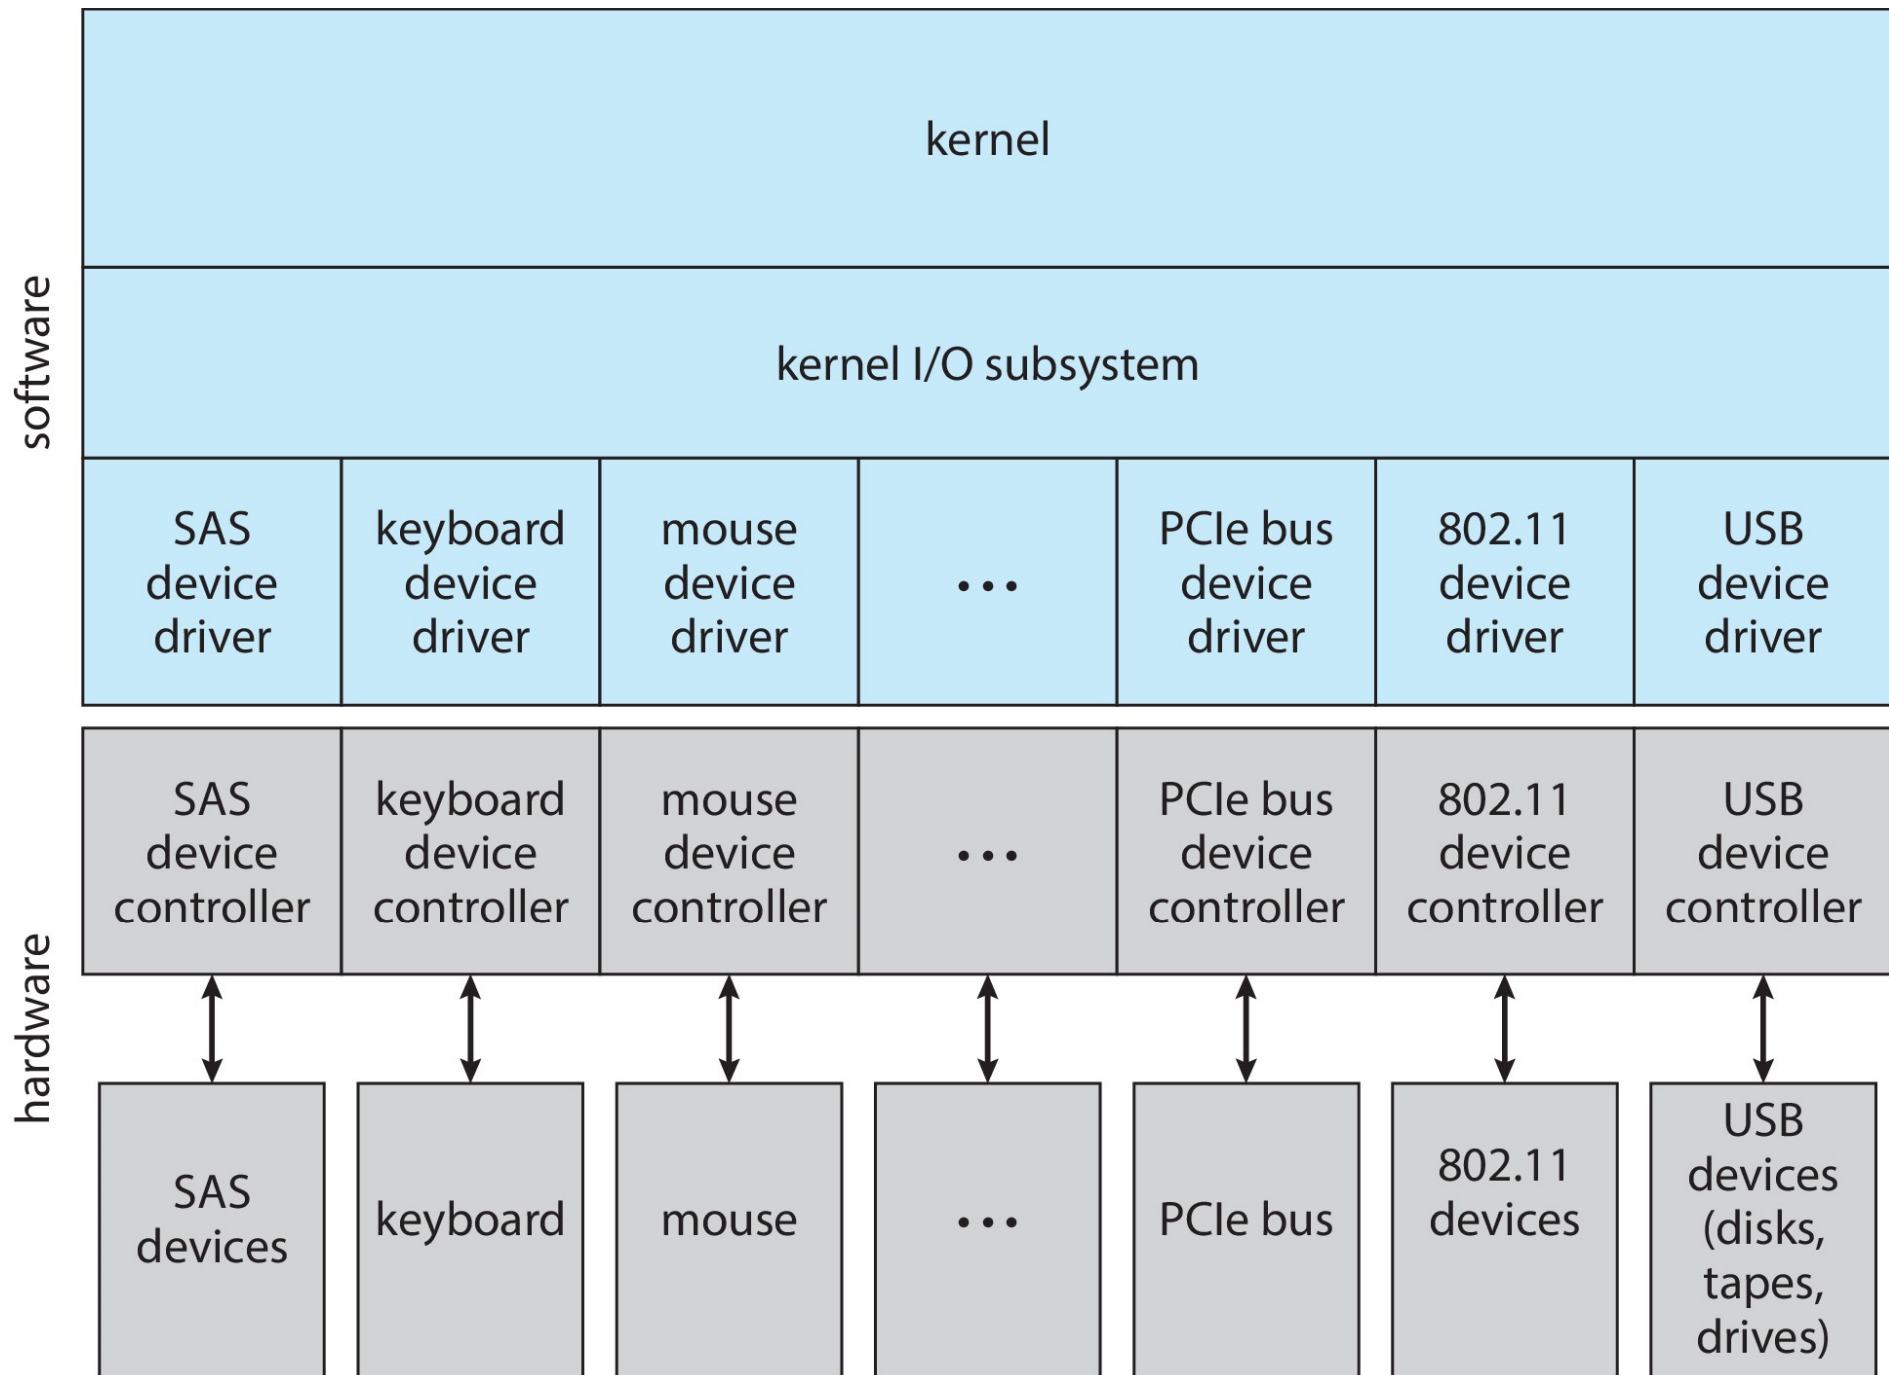 kernel
software
kernel I/O subsystem
SAS
device
driver
keyboard
device
driver
mouse
device
driver
...
PCIe bus
device
driver
802.11
device
driver
USB
device
driver
hardware
SAS
device
controller
keyboard
device
controller
mouse
device
controller
...
PCIe bus
device
controller
802.11
device
controller
USB
device
controller
SAS
devices
keyboard
mouse
...
PCIe bus
802.11
devices
USB
devices
(disks,
tapes,
drives)